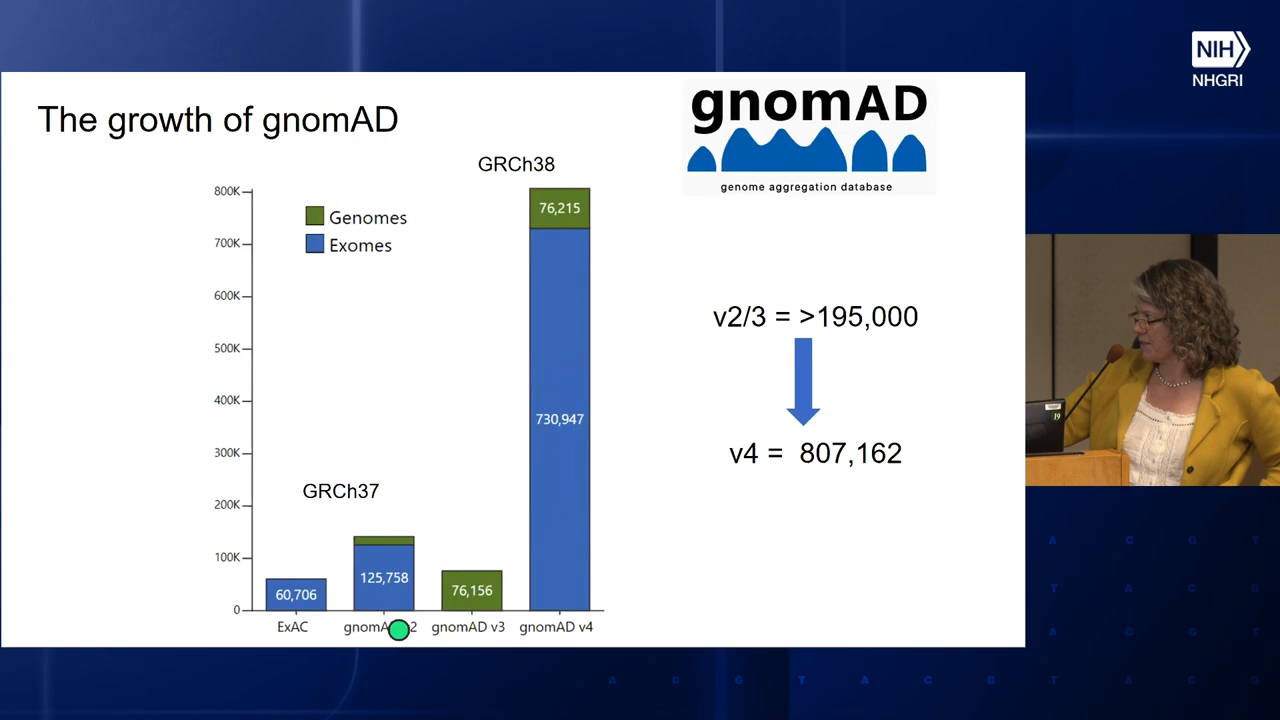 NIH
NHGRI
The growth of gnomAD
gnomAD
genome aggregation database
GRCh38
800K
700K
600K
500K
400K
300K
200K
100K
0
Genomes
Exomes
76,215
730,947
GRCh37
125,758
60,706
76,156
ExAC
gnomAD v3
gnomAD v4
v2/3 = >195,000
v4 = 807,162
19
A C G T
T A C G
A C G T
A C G T A C G T A C G